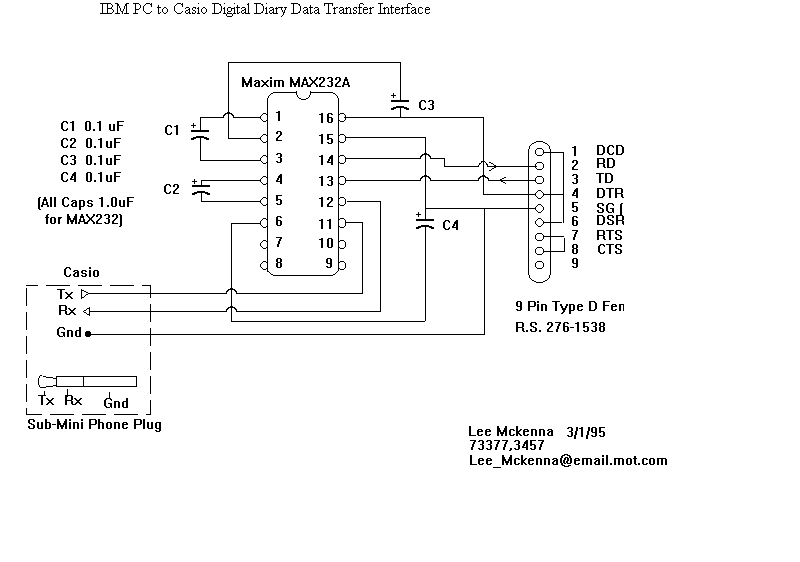 IBM PC to Casio Digital Diary Data Transfer Interface
Maxim MAX232A
C1 0.1 uF
C2 0.1uF
C3 0.1uF
C4 0.1uF
(All Caps 1.0uF
for MAX232)
C1
C2
+
+
1
2
3
4
5
6
7
8
16
15
14
13
12
11
10
9
+
C3
+
C4
1 DCD
2 RD
3 TD
4 DTR
5 SG (
6 DSR
7 RTS
8 CTS
9
9 Pin Type D Fen
R.S. 276-1538
Casio
Tx
Rx
Gnd
Tx Rx Gnd
Sub-Mini Phone Plug
Lee Mckenna 3/1/95
73377,3457
Lee_Mckenna@email.mot.com